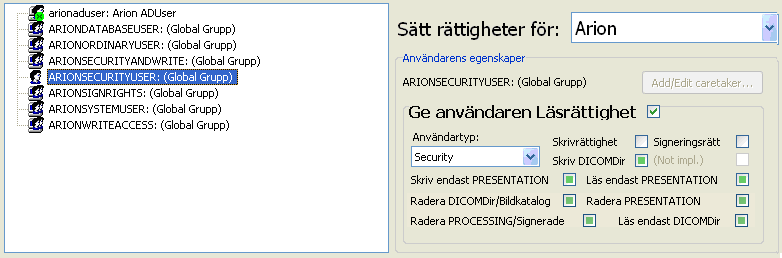 arionaduser: Arion ADUser
ARIONDATABASEUSER: (Global Grupp)
ARIONORDINARYUSER: (Global Grupp)
ARIONSECURITYANDWRITE: (Global Grupp)
ARIONSECURITYUSER: (Global Grupp)
ARIONSIGNRIGHTS: (Global Grupp)
ARIONSYSTEMUSER: (Global Grupp)
ARIONWRITEACCESS: (Global Grupp)
Sätt rättigheter för: Arion
Användarens egenskaper
ARIONSECURITYUSER: (Global Grupp) Add/Edit caretaker...
Ge användaren Läsrättighet
Användartyp: Skrivrättighet Signeringsrätt
Security Skriv DICOMDir (Not impl.)
Skriv endast PRESENTATION Läs endast PRESENTATION
Radera DICOMDir/Bildkatalog Radera PRESENTATION
Radera PROCESSING/Signerade Läs endast DICOMDir